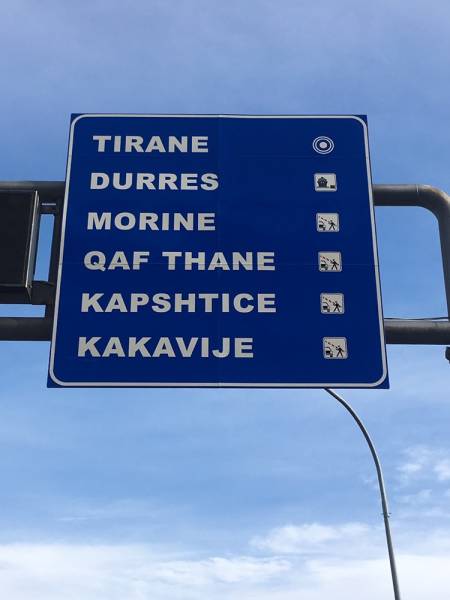 TIRANE
DURRES
MORINE
QAF THANE
KAPSHTICE
KAKAVIJE